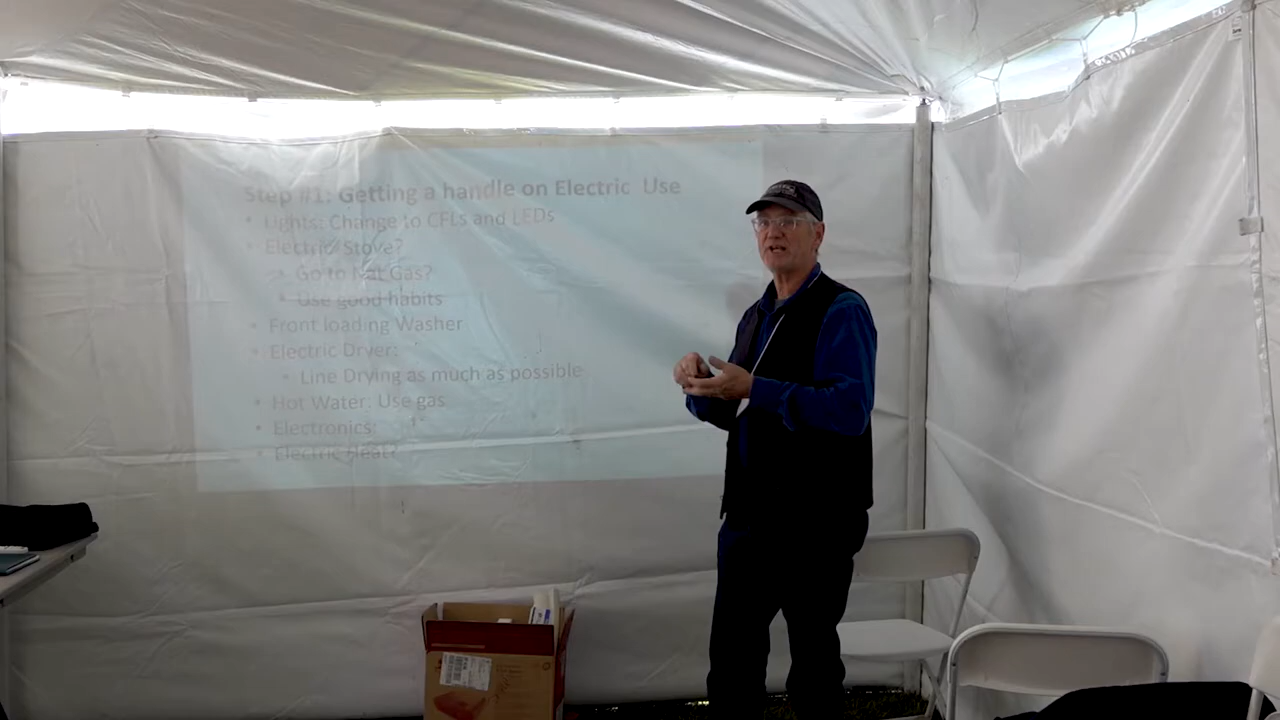 Step #1: Getting a handle on Electric Use
• Lights: Change to CFLs and LEDs
• Electric Stove?
Go to Nat Gas?
• Use good habits
• Front loading Washer
• Electric Dryer:
• Line Drying as much as possible
• Hot Water: Use gas
• Electronics:
• Electric Heat?